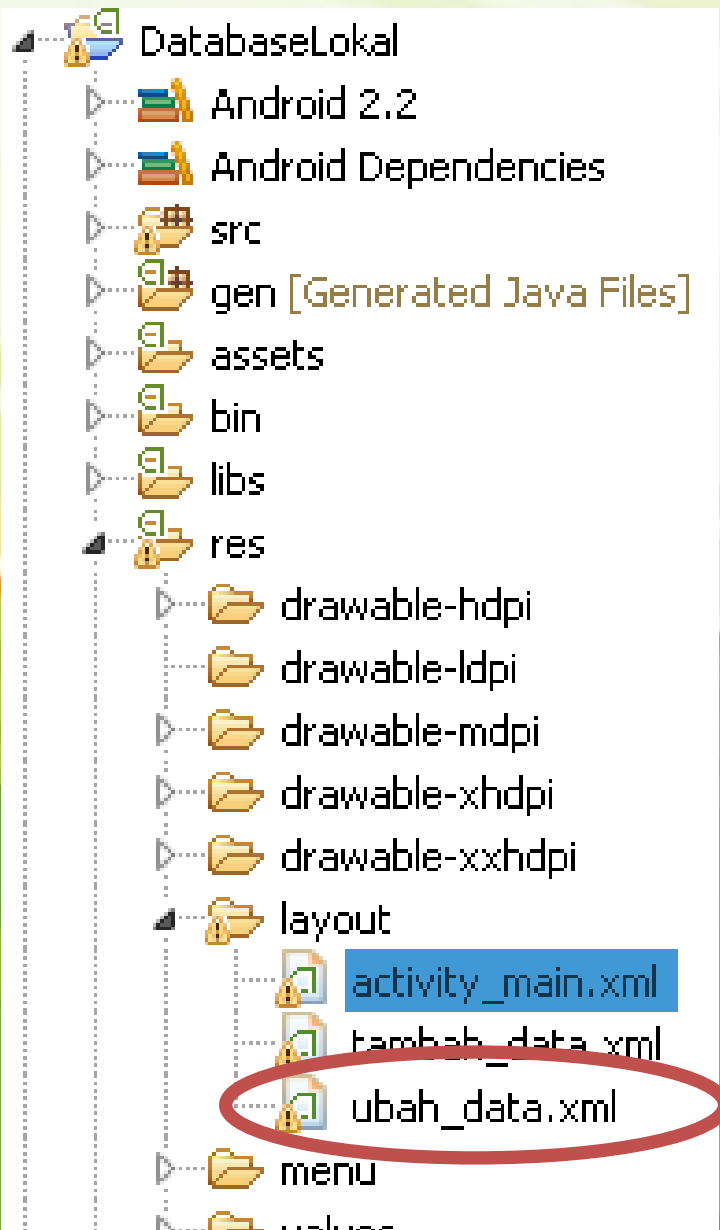 DatabaseLokal
Android 2.2
Android Dependencies
src
gen [Generated Java Files]
assets
bin
libs
res
drawable-hdpi
drawable-ldpi
drawable-mdpi
drawable-xhdpi
drawable-xxhdpi
layout
activity_main.xml
tambah_data.xml
ubah_data.xml
menu
values